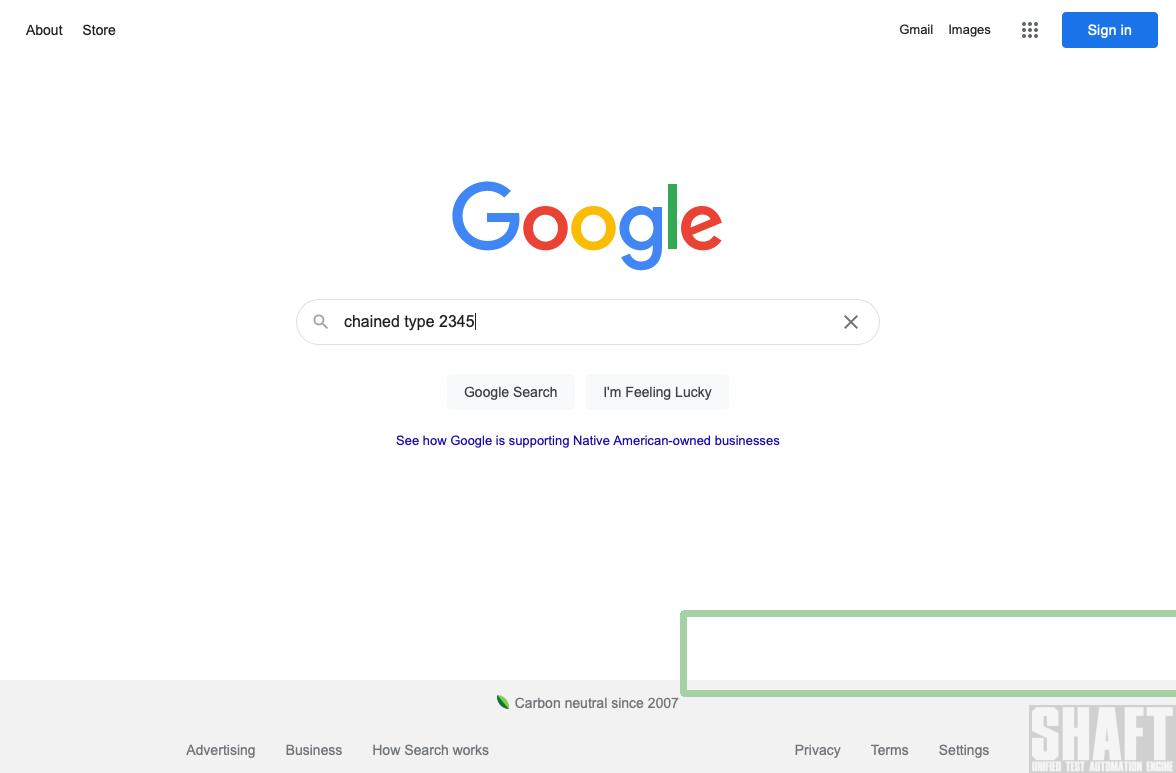 About Store Gmail Images Sign in
Google
chained type 2345
Google Search I'm Feeling Lucky
See how Google is supporting Native American-owned businesses
Carbon neutral since 2007
Advertising Business How Search works Privacy Terms Settings
SHAFT
UNIFIED TEST AUTOMATION ENGINE